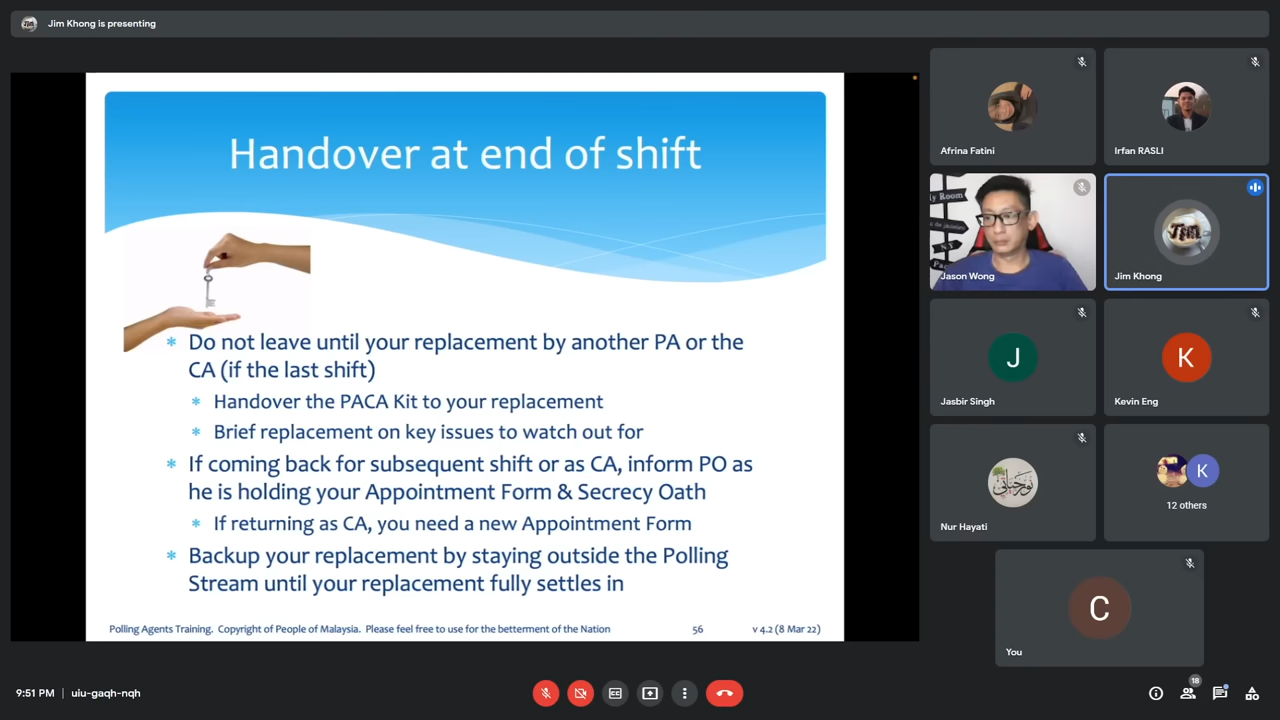 Jim Khong is presenting
Handover at end of shift
* Do not leave until your replacement by another PA or the
CA (if the last shift)
* Handover the PACA Kit to your replacement
* Brief replacement on key issues to watch out for
* If coming back for subsequent shift or as CA, inform PO as
he is holding your Appointment Form & Secrecy Oath
* If returning as CA, you need a new Appointment Form
* Backup your replacement by staying outside the Polling
Stream until your replacement fully settles in
Polling Agents Training. Copyright of People of Malaysia. Please feel free to use for the betterment of the Nation 56 v 4.2 (8 Mar 22)
Afrina Fatini
Irfan RASLI
Jason Wong
Jim
Jim Khong
J
Jasbir Singh
K
Kevin Eng
Nur Hayati
K
12 others
C
You
9:51 PM | uiu-gaqh-nqh
18